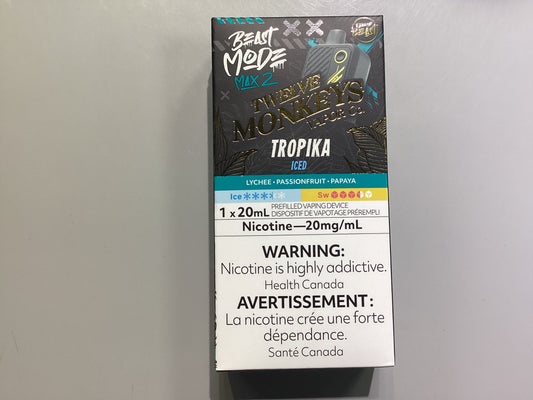 BEAST
MODE
MAX 2
TWELVE
MONKEYS
VAPOR CO
TROPIKA
ICED
LYCHEE • PASSIONFRUIT • PAPAYA
Ice
Sw
1 x 20mL PREFILLED VAPING DEVICE
DISPOSITIF DE VAPOTAGE PRÉREMPLI
Nicotine—20mg/mL
WARNING:
Nicotine is highly addictive.
Health Canada
AVERTISSEMENT:
La nicotine crée une forte
dépendance.
Santé Canada